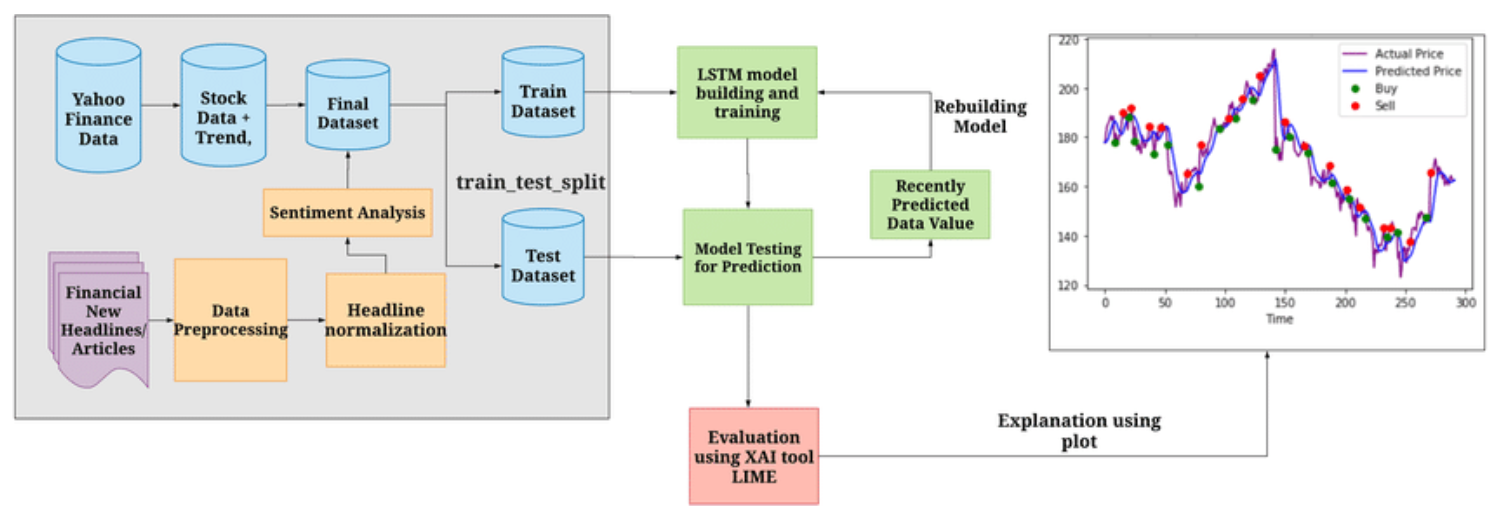 Yahoo
Finance
Data
Stock
Data +
Trend,
Final
Dataset
Train
Dataset
train_test_split
Test
Dataset
Sentiment Analysis
Financial
New
Headlines/
Articles
Data
Preprocessing
Headline
normalization
LSTM model
building and
training
Rebuilding
Model
Recently
Predicted
Data Value
Model Testing
for Prediction
Evaluation
using XAI tool
LIME
Explanation using
plot
220
200
180
160
140
120
0
50
100
150
200
250
300
Time
Actual Price
Predicted Price
Buy
Sell